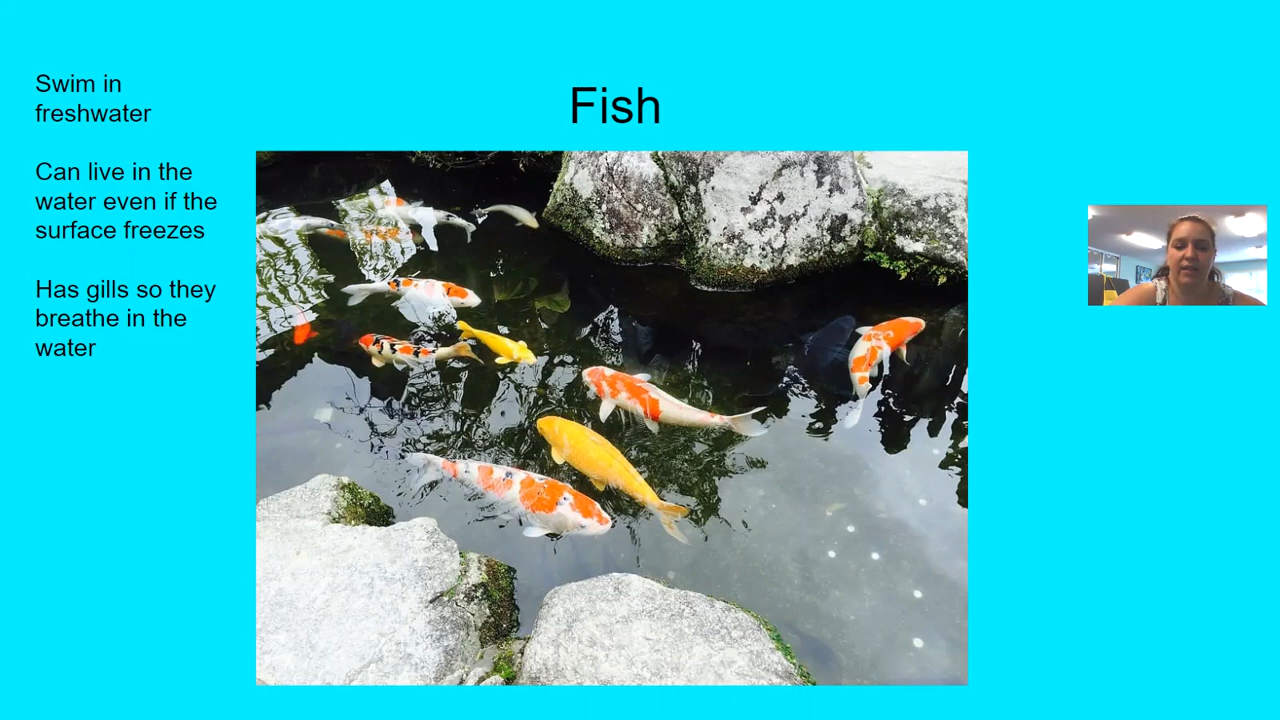 Fish
Swim in
freshwater
Can live in the
water even if the
surface freezes
Has gills so they
breathe in the
water